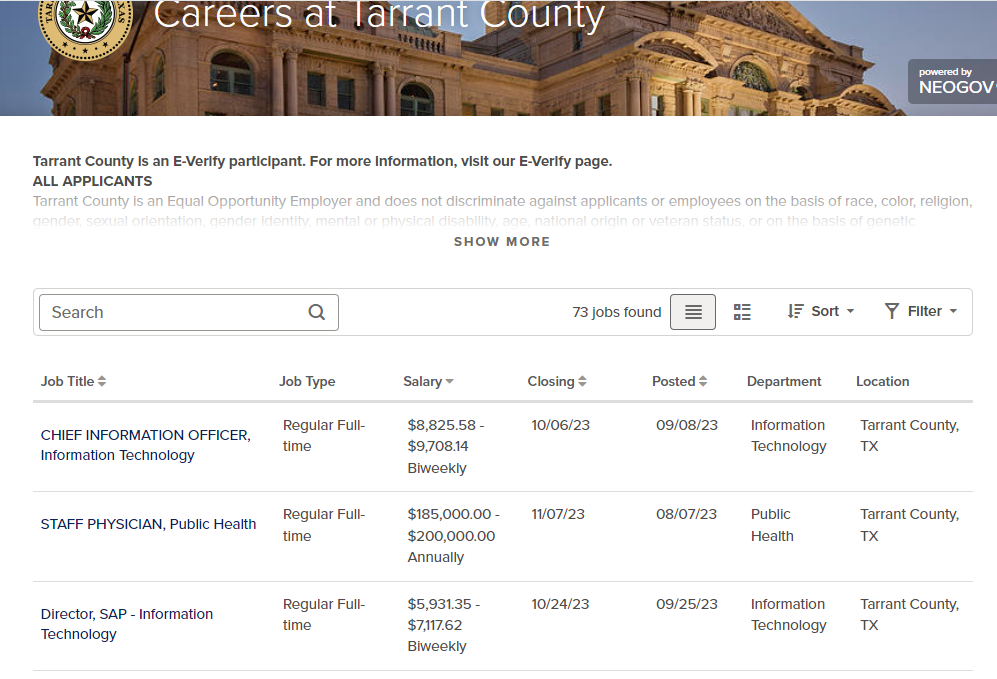 Careers at Tarrant County
powered by
NEOGOV
Tarrant County is an E-Verify participant. For more information, visit our E-Verify page.
ALL APPLICANTS
Tarrant County is an Equal Opportunity Employer and does not discriminate against applicants or employees on the basis of race, color, religion,
gender, sexual orientation, gender identity, mental or physical disability, age, national origin or veteran status, or on the basis of genetic
SHOW MORE
Search
73 jobs found
Sort
Filter
Job Title Job Type Salary Closing Posted Department Location
CHIEF INFORMATION OFFICER,
Information Technology
Regular Full-
time
$8,825.58 -
$9,708.14
Biweekly
10/06/23
09/08/23
Information
Technology
Tarrant County,
TX
STAFF PHYSICIAN, Public Health
Regular Full-
time
$185,000.00 -
$200,000.00
Annually
11/07/23
08/07/23
Public
Health
Tarrant County,
TX
Director, SAP - Information
Technology
Regular Full-
time
$5,931.35 -
$7,117.62
Biweekly
10/24/23
09/25/23
Information
Technology
Tarrant County,
TX